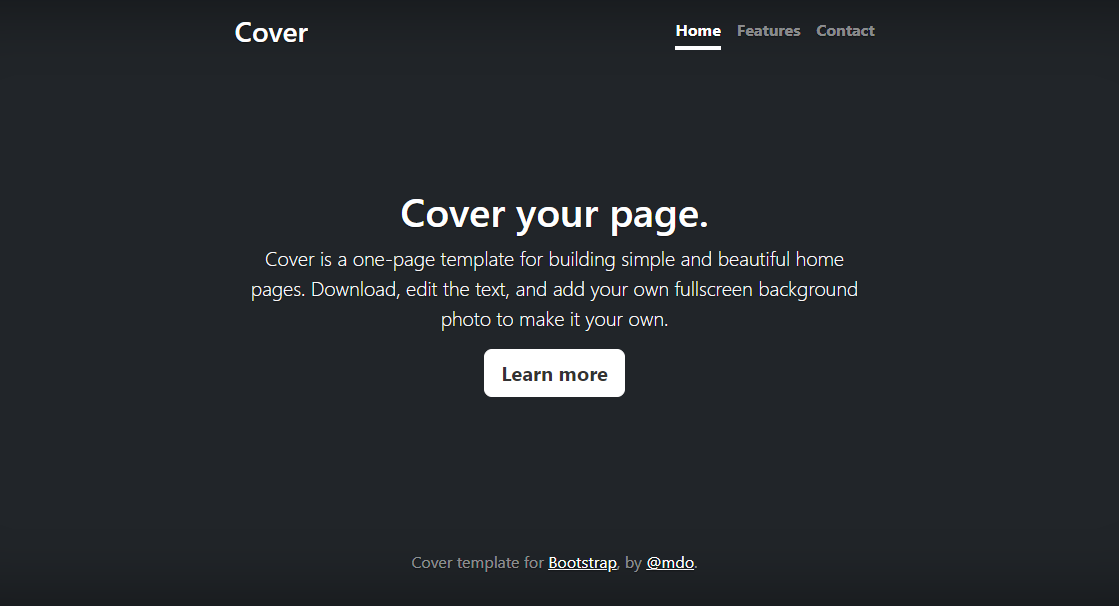 Cover
Home Features Contact
Cover your page.
Cover is a one-page template for building simple and beautiful home
pages. Download, edit the text, and add your own fullscreen background
photo to make it your own.
Learn more
Cover template for Bootstrap, by @mdo.